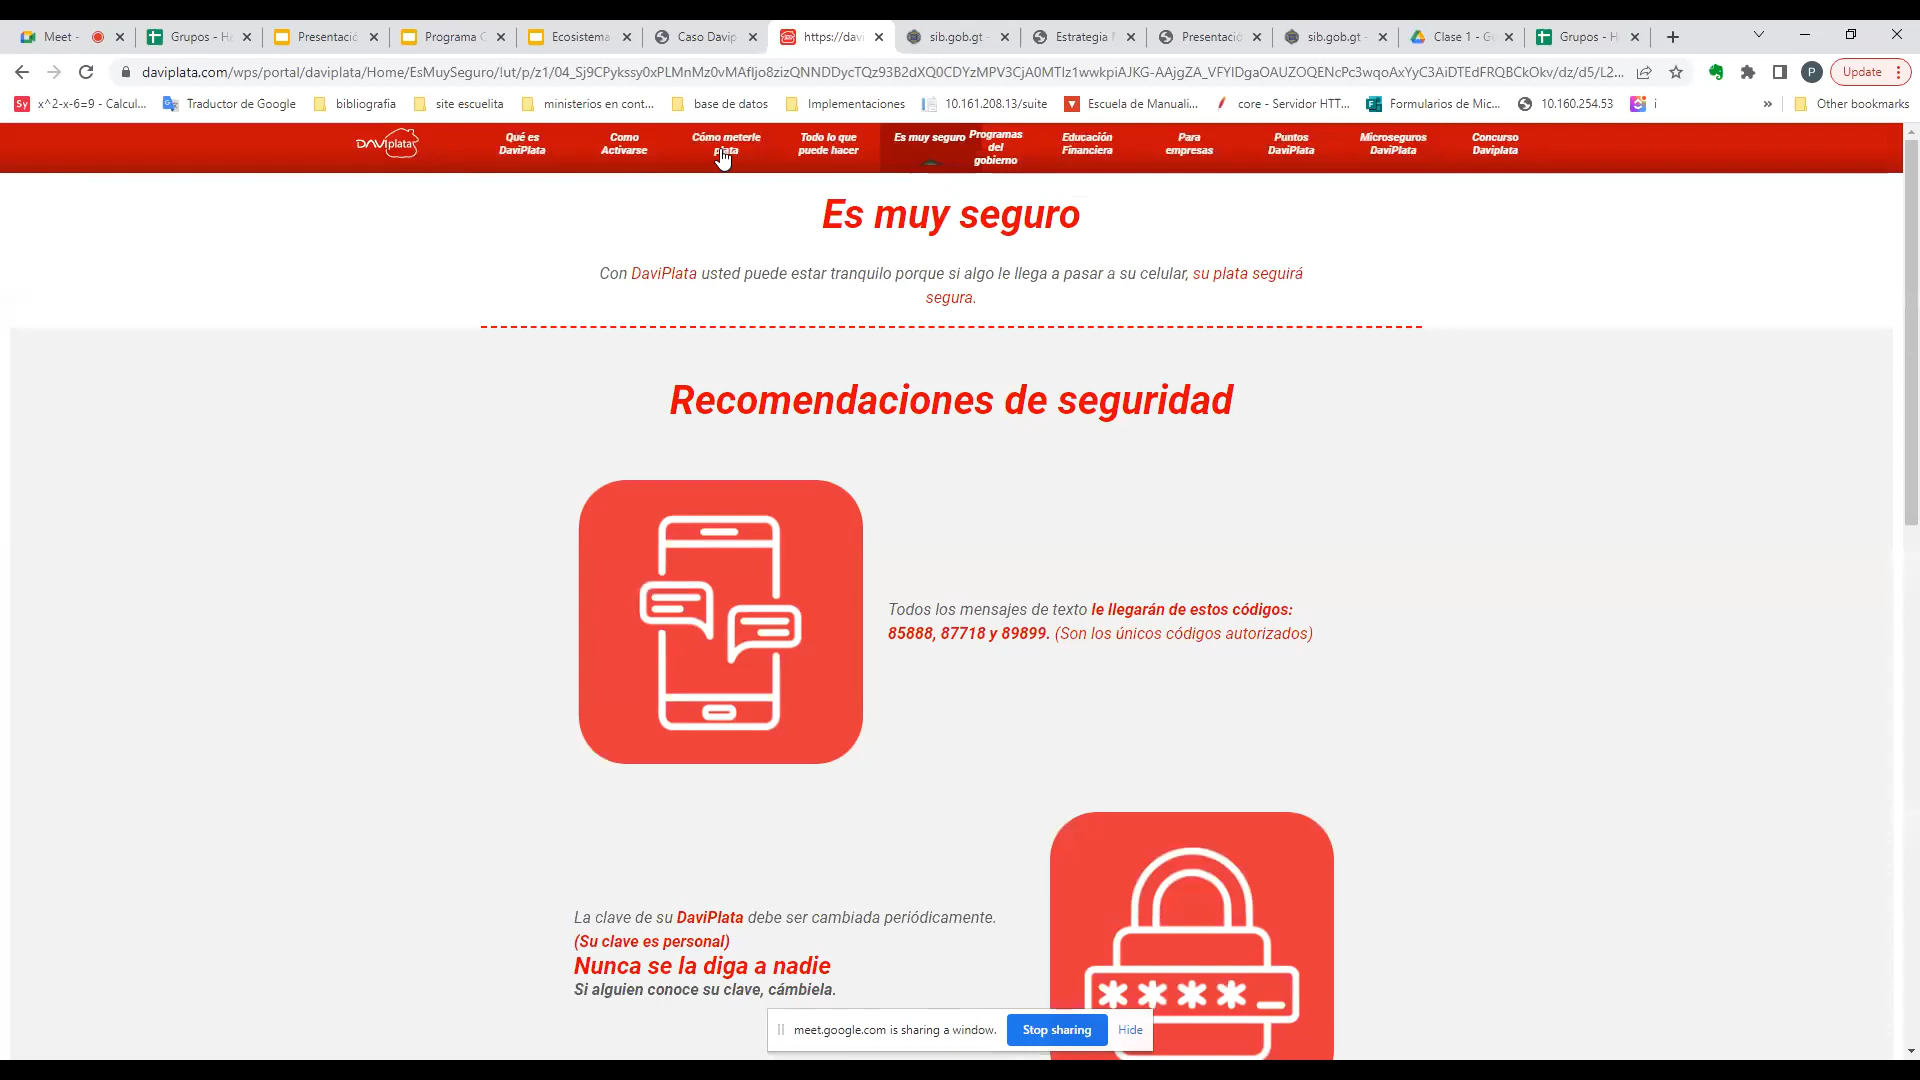 Meet -
Grupos - H
Presentació
Programa G
Ecosistema
Caso Davip
https://davi
sib.gob.gt -
Estrategia
Presentació
sib.gob.gt -
Clase 1 - G
Grupos - H
daviplata.com/wps/portal/daviplata/Home/EsMuySeguro/!ut/p/z1/
Update
Sy x^2-x-6=9 - Calcul...
Traductor de Google
bibliografía
site escuelita
ministerios en cont...
base de datos
Implementaciones
10.161.208.13/suite
Escuela de Manuali...
core - Servidor HTT...
Formularios de Mic...
10.160.254.53
i
»
Other bookmarks
DAVIplata
Qué es
DaviPlata
Como
Activarse
Cómo meterle
plata
Todo lo que
puede hacer
Es muy seguro
Programas
del
gobierno
Educación
Financiera
Para
empresas
Puntos
DaviPlata
Microseguros
DaviPlata
Concurso
Daviplata
Es muy seguro
Con DaviPlata usted puede estar tranquilo porque si algo le llega a pasar a su celular, su plata seguirá
segura.
Recomendaciones de seguridad
Todos los mensajes de texto le llegarán de estos códigos:
85888, 87718 y 89899. (Son los únicos códigos autorizados)
La clave de su DaviPlata debe ser cambiada periódicamente.
(Su clave es personal)
Nunca se la diga a nadie
Si alguien conoce su clave, cámbiela.
****_
meet.google.com is sharing a window.
Stop sharing
Hide